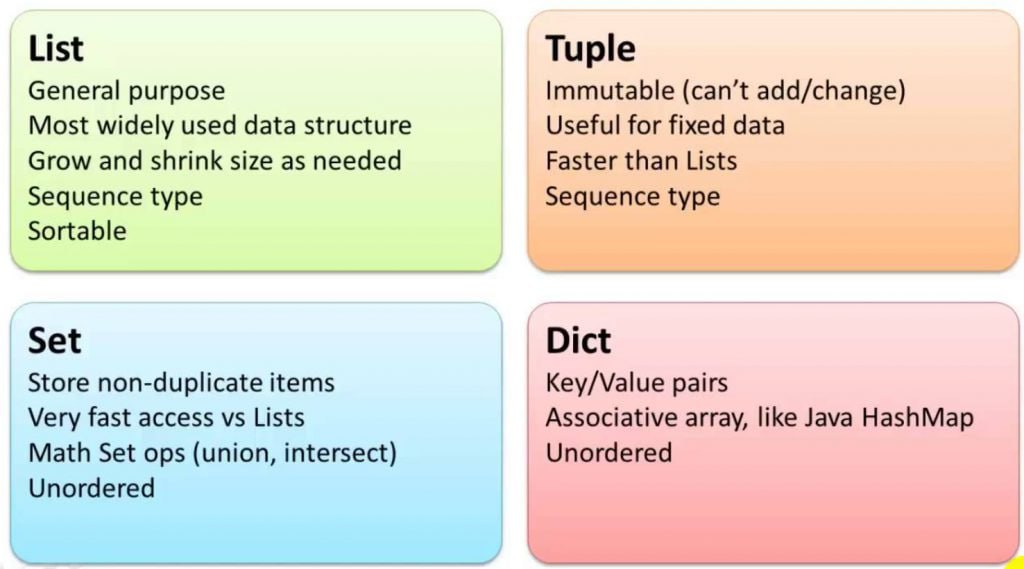 List
General purpose
Most widely used data structure
Grow and shrink size as needed
Sequence type
Sortable
Tuple
Immutable (can’t add/change)
Useful for fixed data
Faster than Lists
Sequence type
Set
Store non-duplicate items
Very fast access vs Lists
Math Set ops (union, intersect)
Unordered
Dict
Key/Value pairs
Associative array, like Java HashMap
Unordered